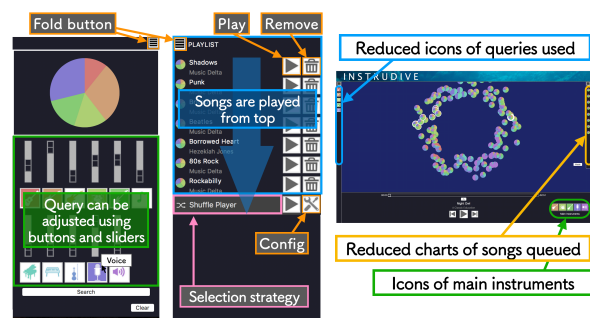 Fold button
Play
Remove
PLAYLIST
Shadows
Music Delta
Punk
Songs are played
from top
Music Delta
Borrowed Heart
Hezekiah Jones
80s Rock
Music Delta
Rockabilly
Music Delta
Shuffle Player
Config
Selection strategy
Query can be
adjusted using
buttons and sliders
Voice
Search
Clear
Reduced icons of queries used
INSTRUDIVE
Night Owl
Reduced charts of songs queued
Icons of main instruments